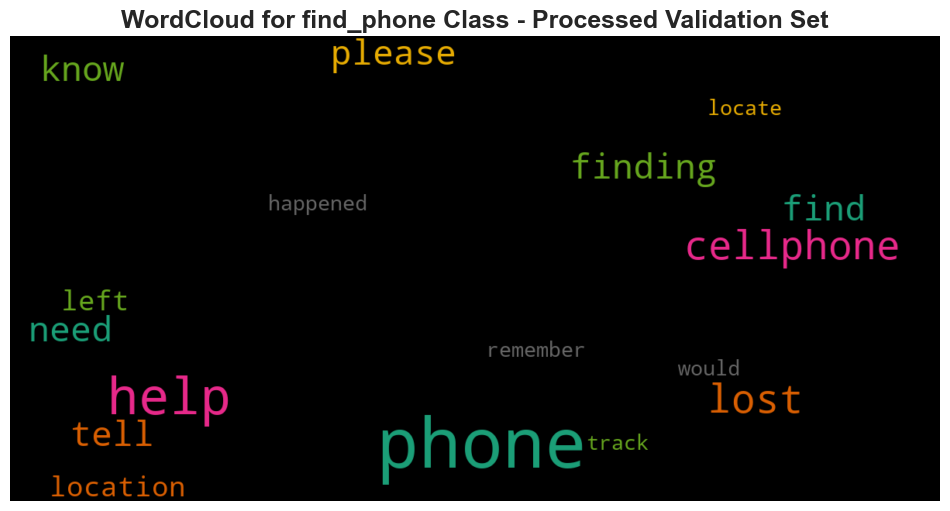 WordCloud for find_phone Class - Processed Validation Set
please
know
locate
finding
happened
find
cellphone
left
need
remember
would
help
lost
tell
phone
track
location